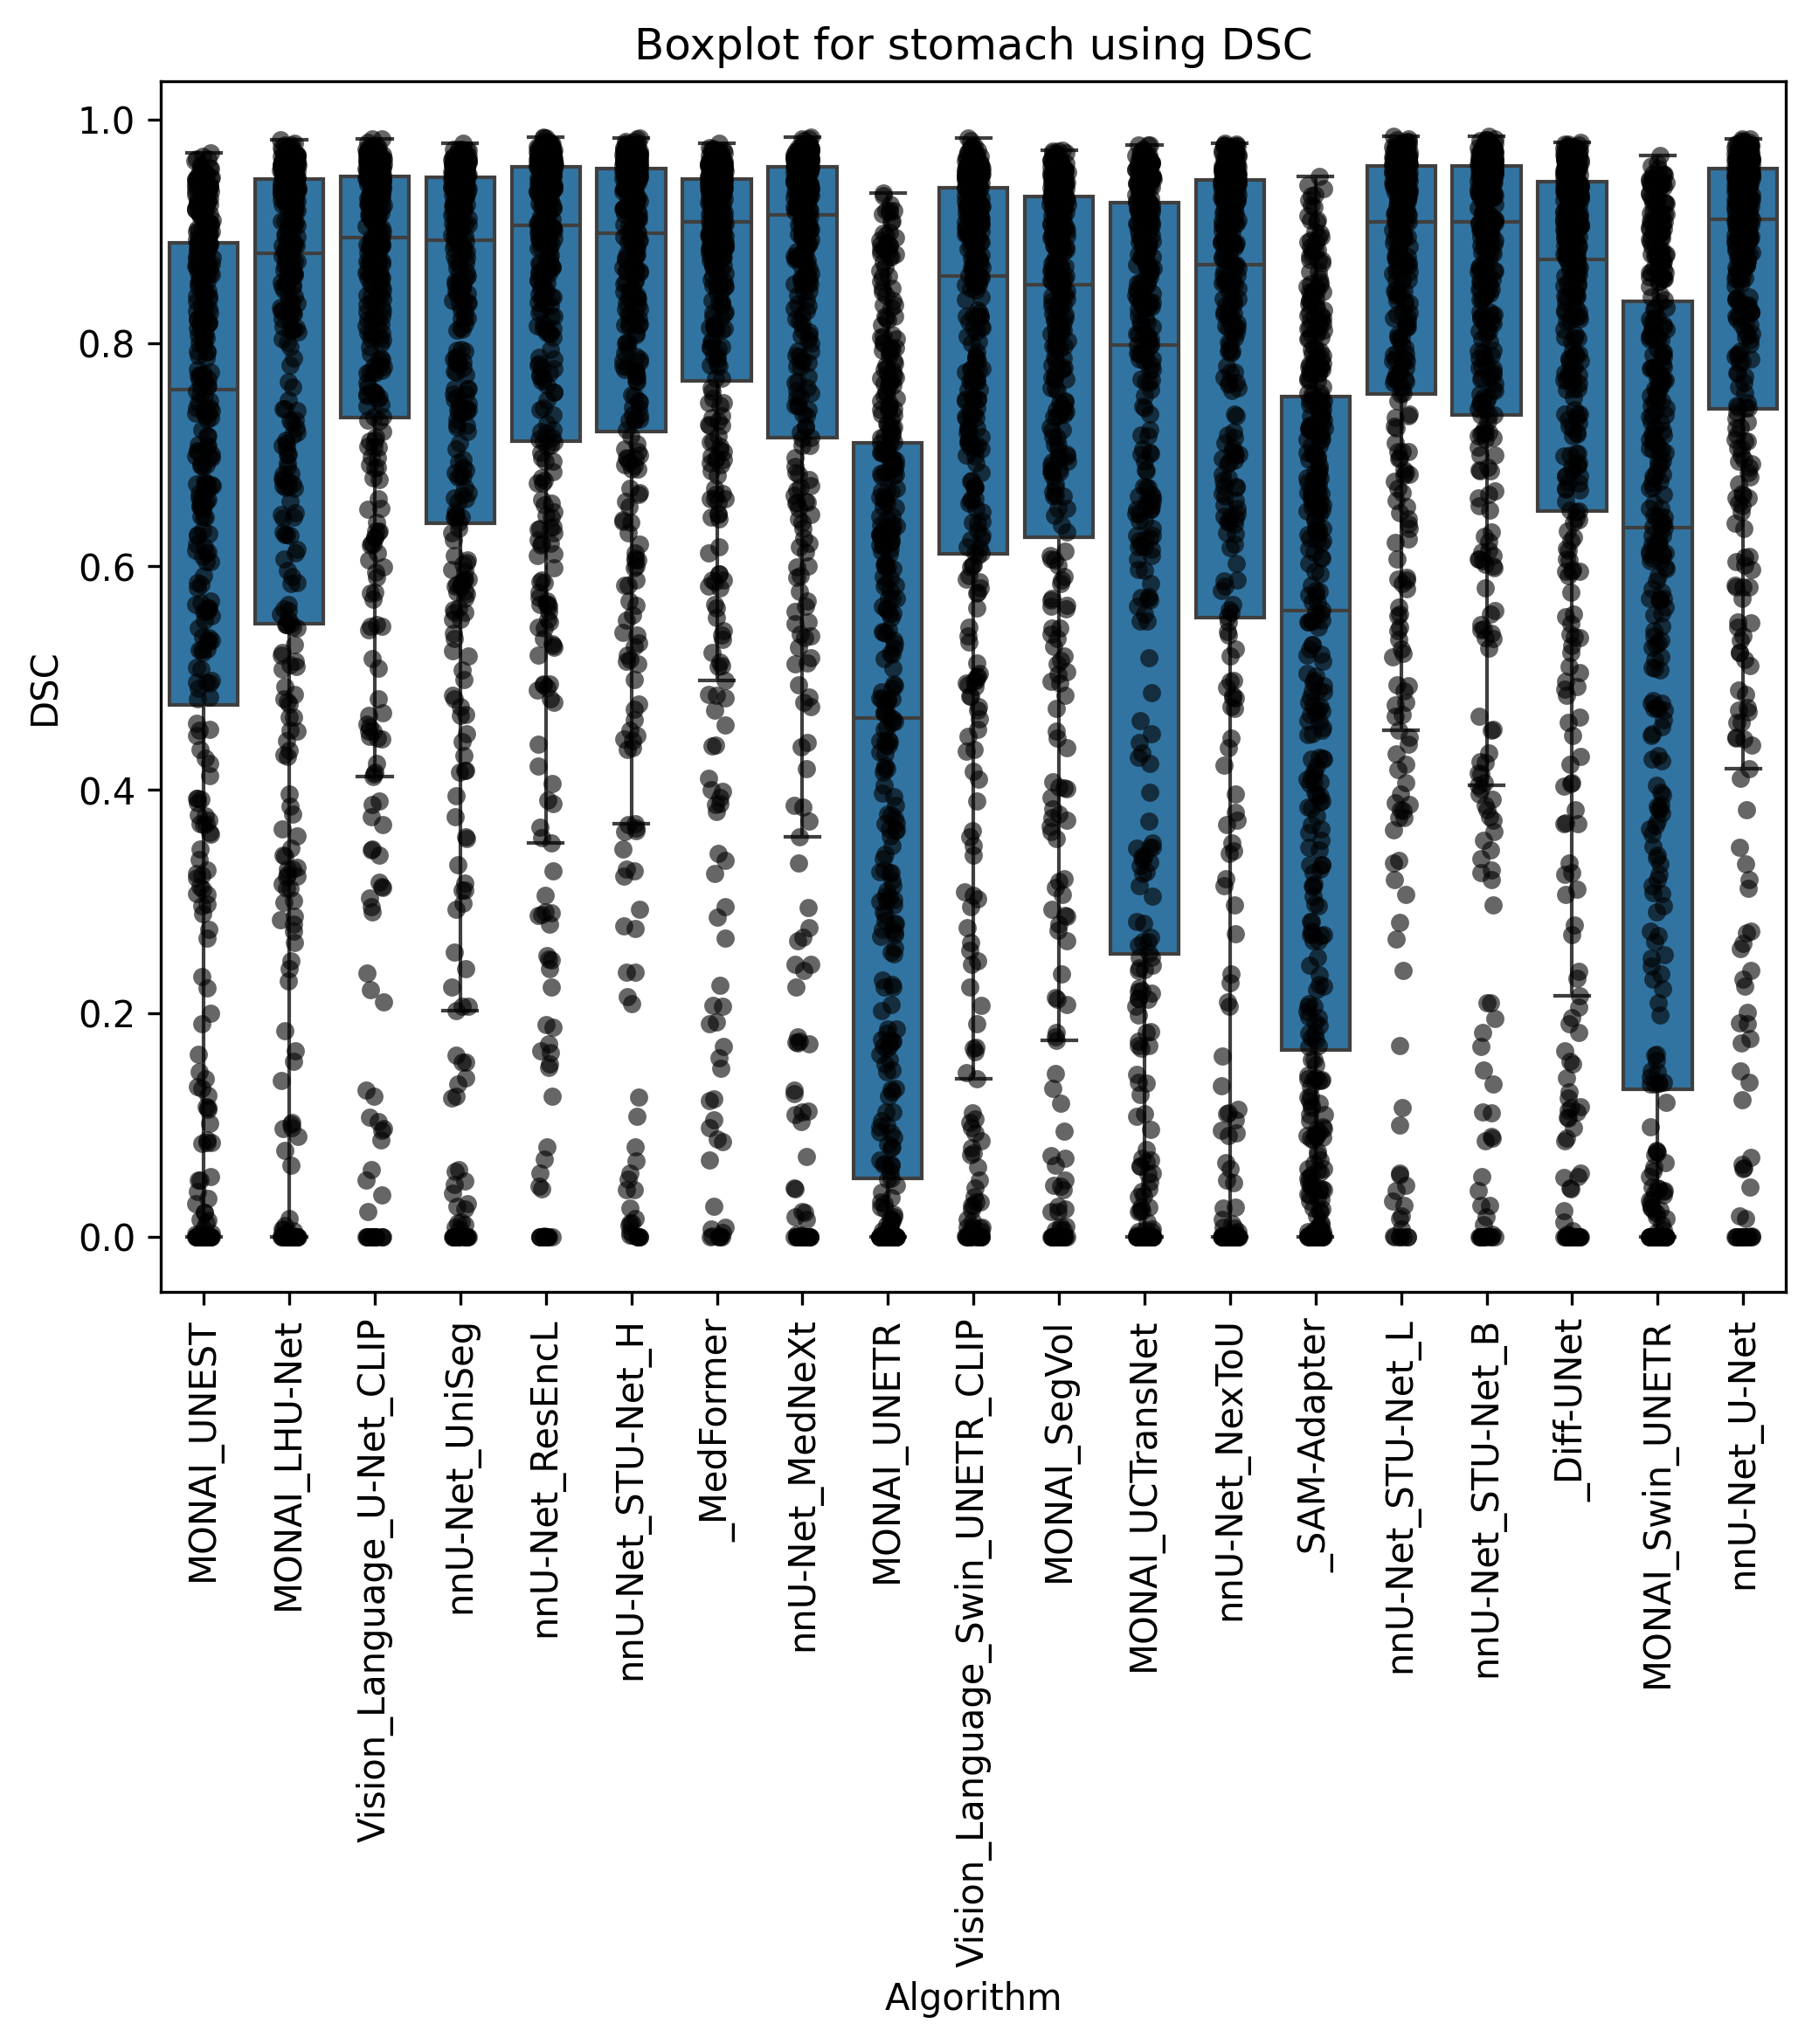 Boxplot for stomach using DSC
1.0
0.8
0.6
0.4
0.2
0.0
DSC
MONAI_UNEST
MONAI_LHU-Net
Vision_Language_U-Net_CLIP
nnU-Net_UniSeg
nnU-Net_ResEncL
nnU-Net_STU-Net_H
_MedFormer
nnU-Net_MedNeXt
MONAI_UNETR
Vision_Language_Swin_UNETR_CLIP
MONAI_SegVol
MONAI_UCTransNet
nnU-Net_NexToU
_SAM-Adapter
nnU-Net_STU-Net_L
nnU-Net_STU-Net_B
_Diff-UNet
MONAI_Swin_UNETR
nnU-Net_U-Net
Algorithm